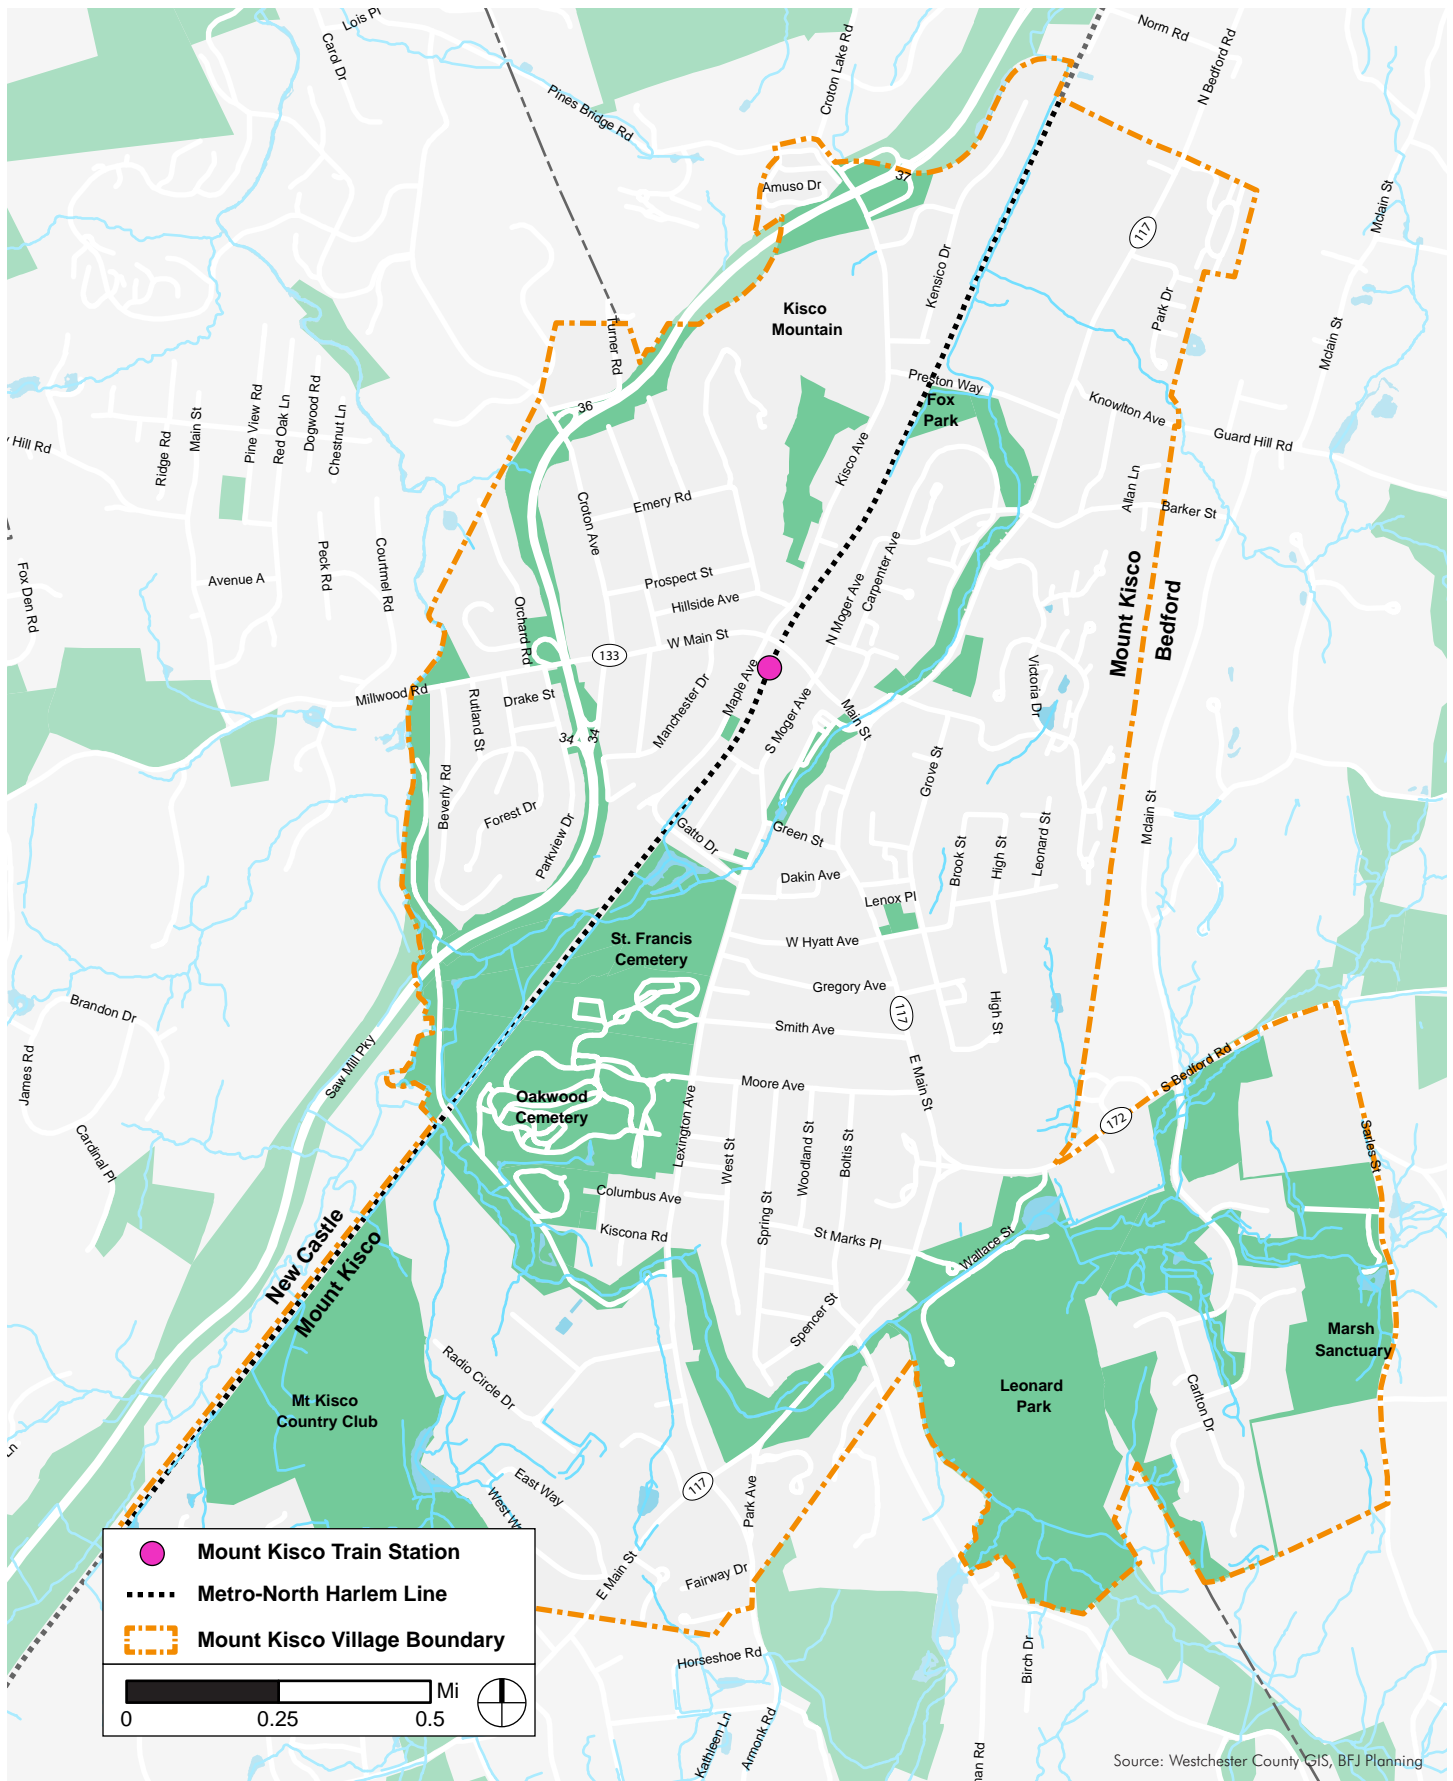 Lois Pl
Carol Dr
Norm Rd
N Bedford Rd
Croton Lake Rd
Pines Bridge Rd
37
Amuso Dr
Mclain St
117
Kensico Dr
Park Dr
Kisco
Mountain
Turner Rd
Mclain St
Preston Way
Fox
Park
Knowlton Ave
Guard Hill Rd
36
Hill Rd
Ridge Rd
Main St
Pine View Rd
Red Oak Ln
Dogwood Rd
Chestnut Ln
Kisco Ave
Emery Rd
Croton Ave
Allan Ln
Barker St
Fox Den Rd
Avenue A
Peck Rd
Courtmel Rd
Prospect St
Hillside Ave
W Main St
Carpenter Ave
N Moger Ave
Mount Kisco
Bedford
Orchard Rd
133
Millwood Rd
Rutland St
Drake St
Manchester Dr
Maple Ave
S Moger Ave
Main St
Victoria Dr
34
34
Beverly Rd
Forest Dr
Parkview Dr
Gatto Dr
Green St
Grove St
Mclain St
Dakin Ave
Lenox Pl
Brook St
High St
Leonard St
St. Francis
Cemetery
W Hyatt Ave
Gregory Ave
117
High St
Smith Ave
Brandon Dr
James Rd
Saw Mill Pky
Cardinal Pl
Oakwood
Cemetery
Moore Ave
E Main St
S Bedford Rd
172
Sarles St
Lexington Ave
West St
Woodland St
Boltis St
Columbus Ave
Spring St
Kiscona Rd
St Marks Pl
Wallace St
New Castle
Mount Kisco
Spencer St
Marsh
Sanctuary
Radio Circle Dr
Mt Kisco
Country Club
Leonard
Park
Carlton Dr
Ln
East Way
West W
117
Park Ave
E Main St
Fairway Dr
Horseshoe Rd
Birch Dr
Kathleen Ln
Armonk Rd
an Rd
Mount Kisco Train Station
Metro-North Harlem Line
Mount Kisco Village Boundary
Mi
0 0.25 0.5
Source: Westchester County GIS, BFJ Planning